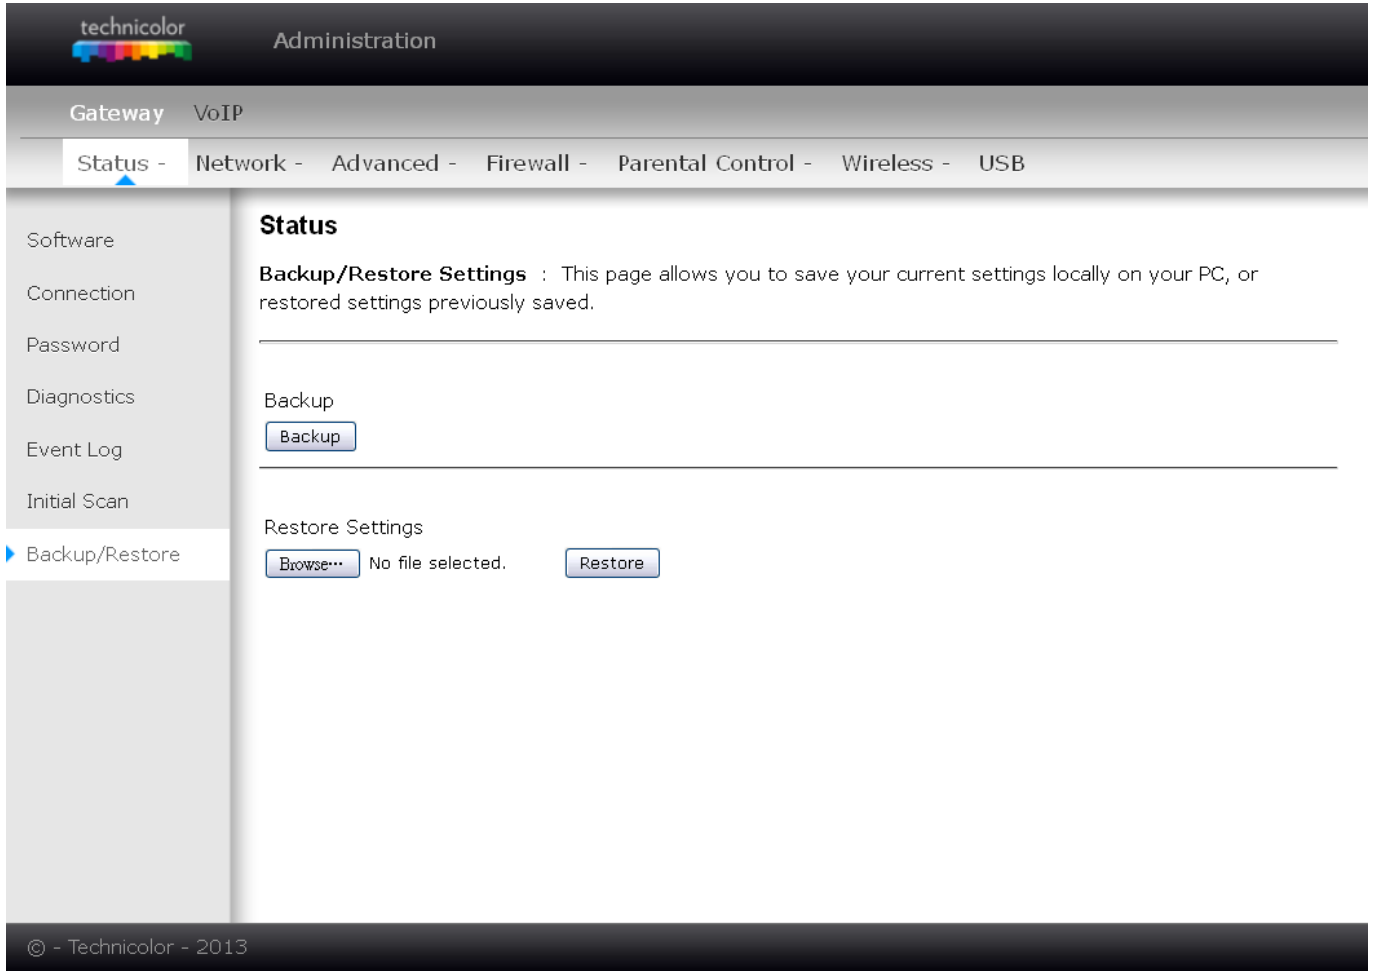 technicolor
Administration
Gateway VoIP
Status - Network - Advanced - Firewall - Parental Control - Wireless - USB
Software
Connection
Password
Diagnostics
Event Log
Initial Scan
Backup/Restore
Status
Backup/Restore Settings : This page allows you to save your current settings locally on your PC, or
restored settings previously saved.
Backup
Backup
Restore Settings
Browse... No file selected. Restore
© - Technicolor - 2013